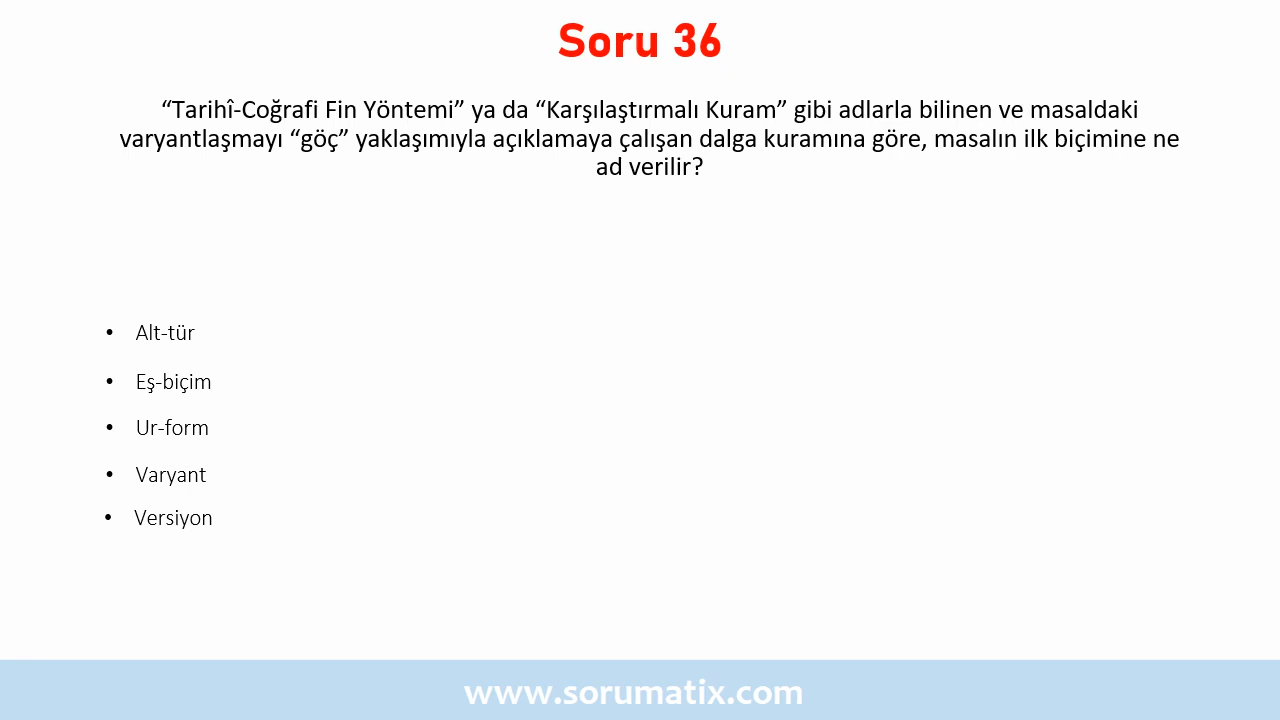 Soru 36
“Tarihî-Coğrafi Fin Yöntemi” ya da “Karşılaştırmalı Kuram” gibi adlarla bilinen ve masaldaki
varyantlaşmayı “göç” yaklaşımıyla açıklamaya çalışan dalga kuramına göre, masalın ilk biçimine ne
ad verilir?
• Alt-tür
• Eş-biçim
• Ur-form
• Varyant
• Versiyon
www.sorumatix.com